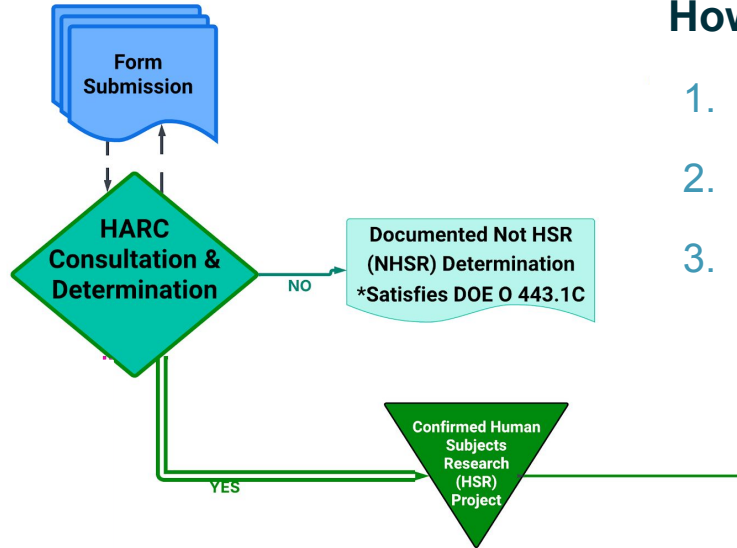 How
1.
2.
3.
Form
Submission
HARC
Consultation &
Determination
NO
Documented Not HSR
(NHSR) Determination
*Satisfies DOE O 443.1C
YES
Confirmed Human
Subjects
Research
(HSR)
Project